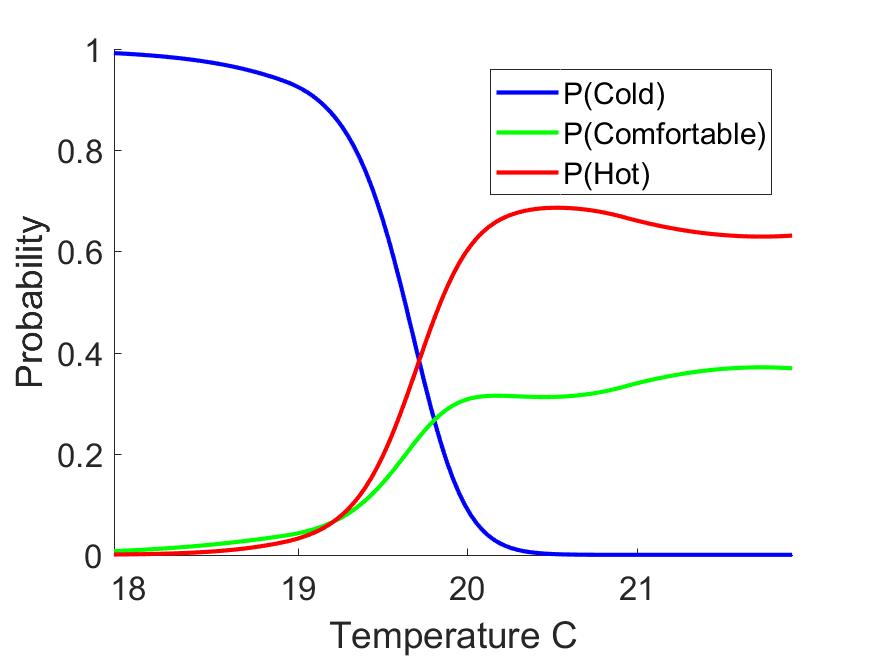 1
0.8
0.6
0.4
0.2
0
18 19 20 21
Probability
Temperature C
P(Cold)
P(Comfortable)
P(Hot)